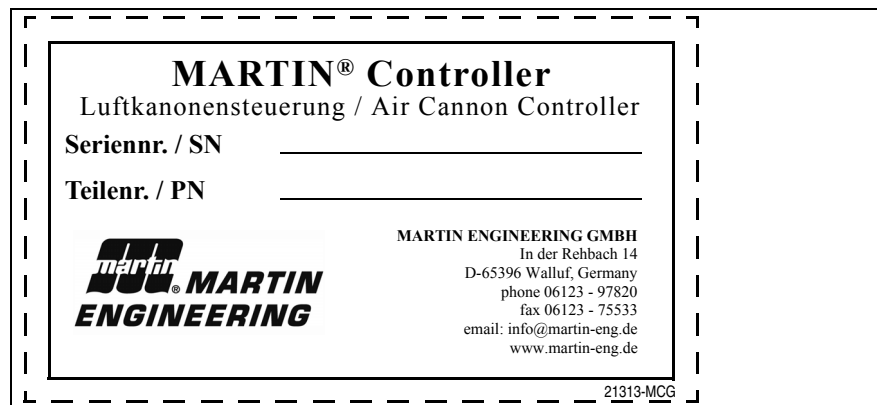 MARTIN® Controller
Luftkanonensteuerung / Air Cannon Controller
Seriennr. / SN
Teilenr. / PN
martin
® MARTIN
ENGINEERING
MARTIN ENGINEERING GMBH
In der Rehbach 14
D-65396 Walluf, Germany
phone 06123 - 97820
fax 06123 - 75533
email: info@martin-eng.de
www.martin-eng.de
21313-MCG